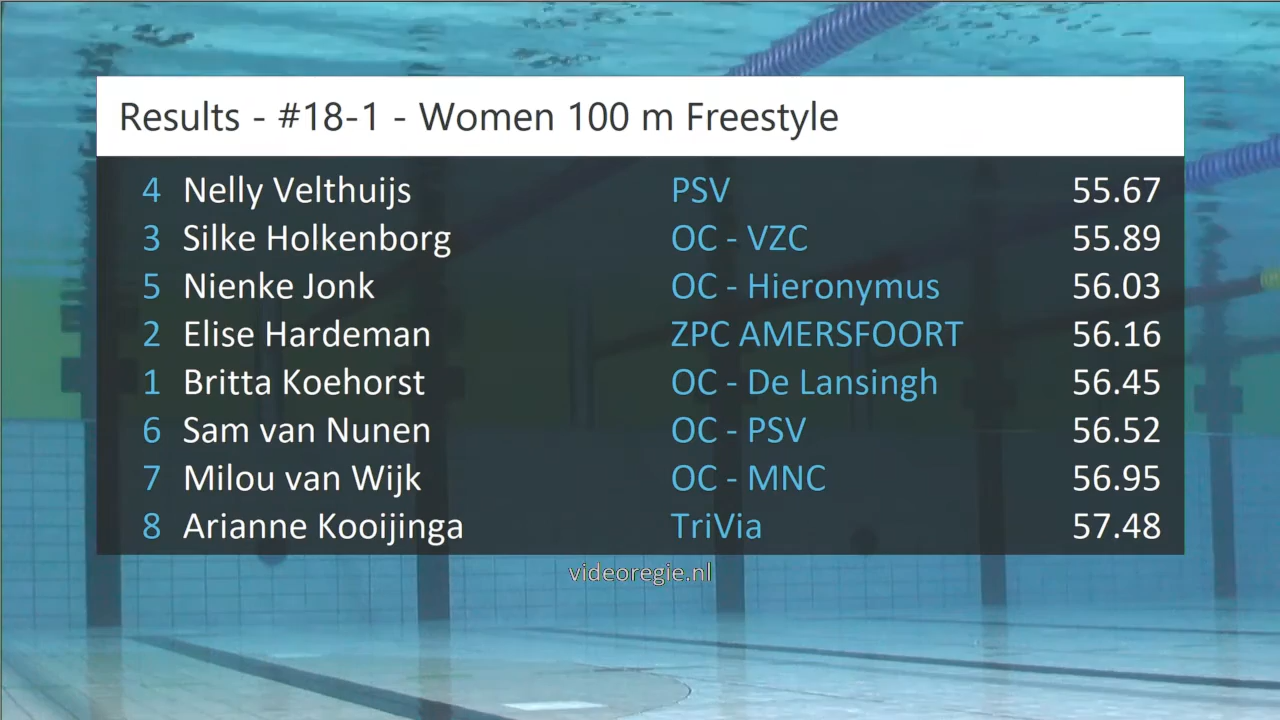 Results - #18-1 - Women 100 m Freestyle
4 Nelly Velthuijs PSV 55.67
3 Silke Holkenborg OC - VZC 55.89
5 Nienke Jonk OC - Hieronymus 56.03
2 Elise Hardeman ZPC AMERSFOORT 56.16
1 Britta Koehorst OC - De Lansingh 56.45
6 Sam van Nunen OC - PSV 56.52
7 Milou van Wijk OC - MNC 56.95
8 Arianne Kooijinga TriVia 57.48
videoregie.nl